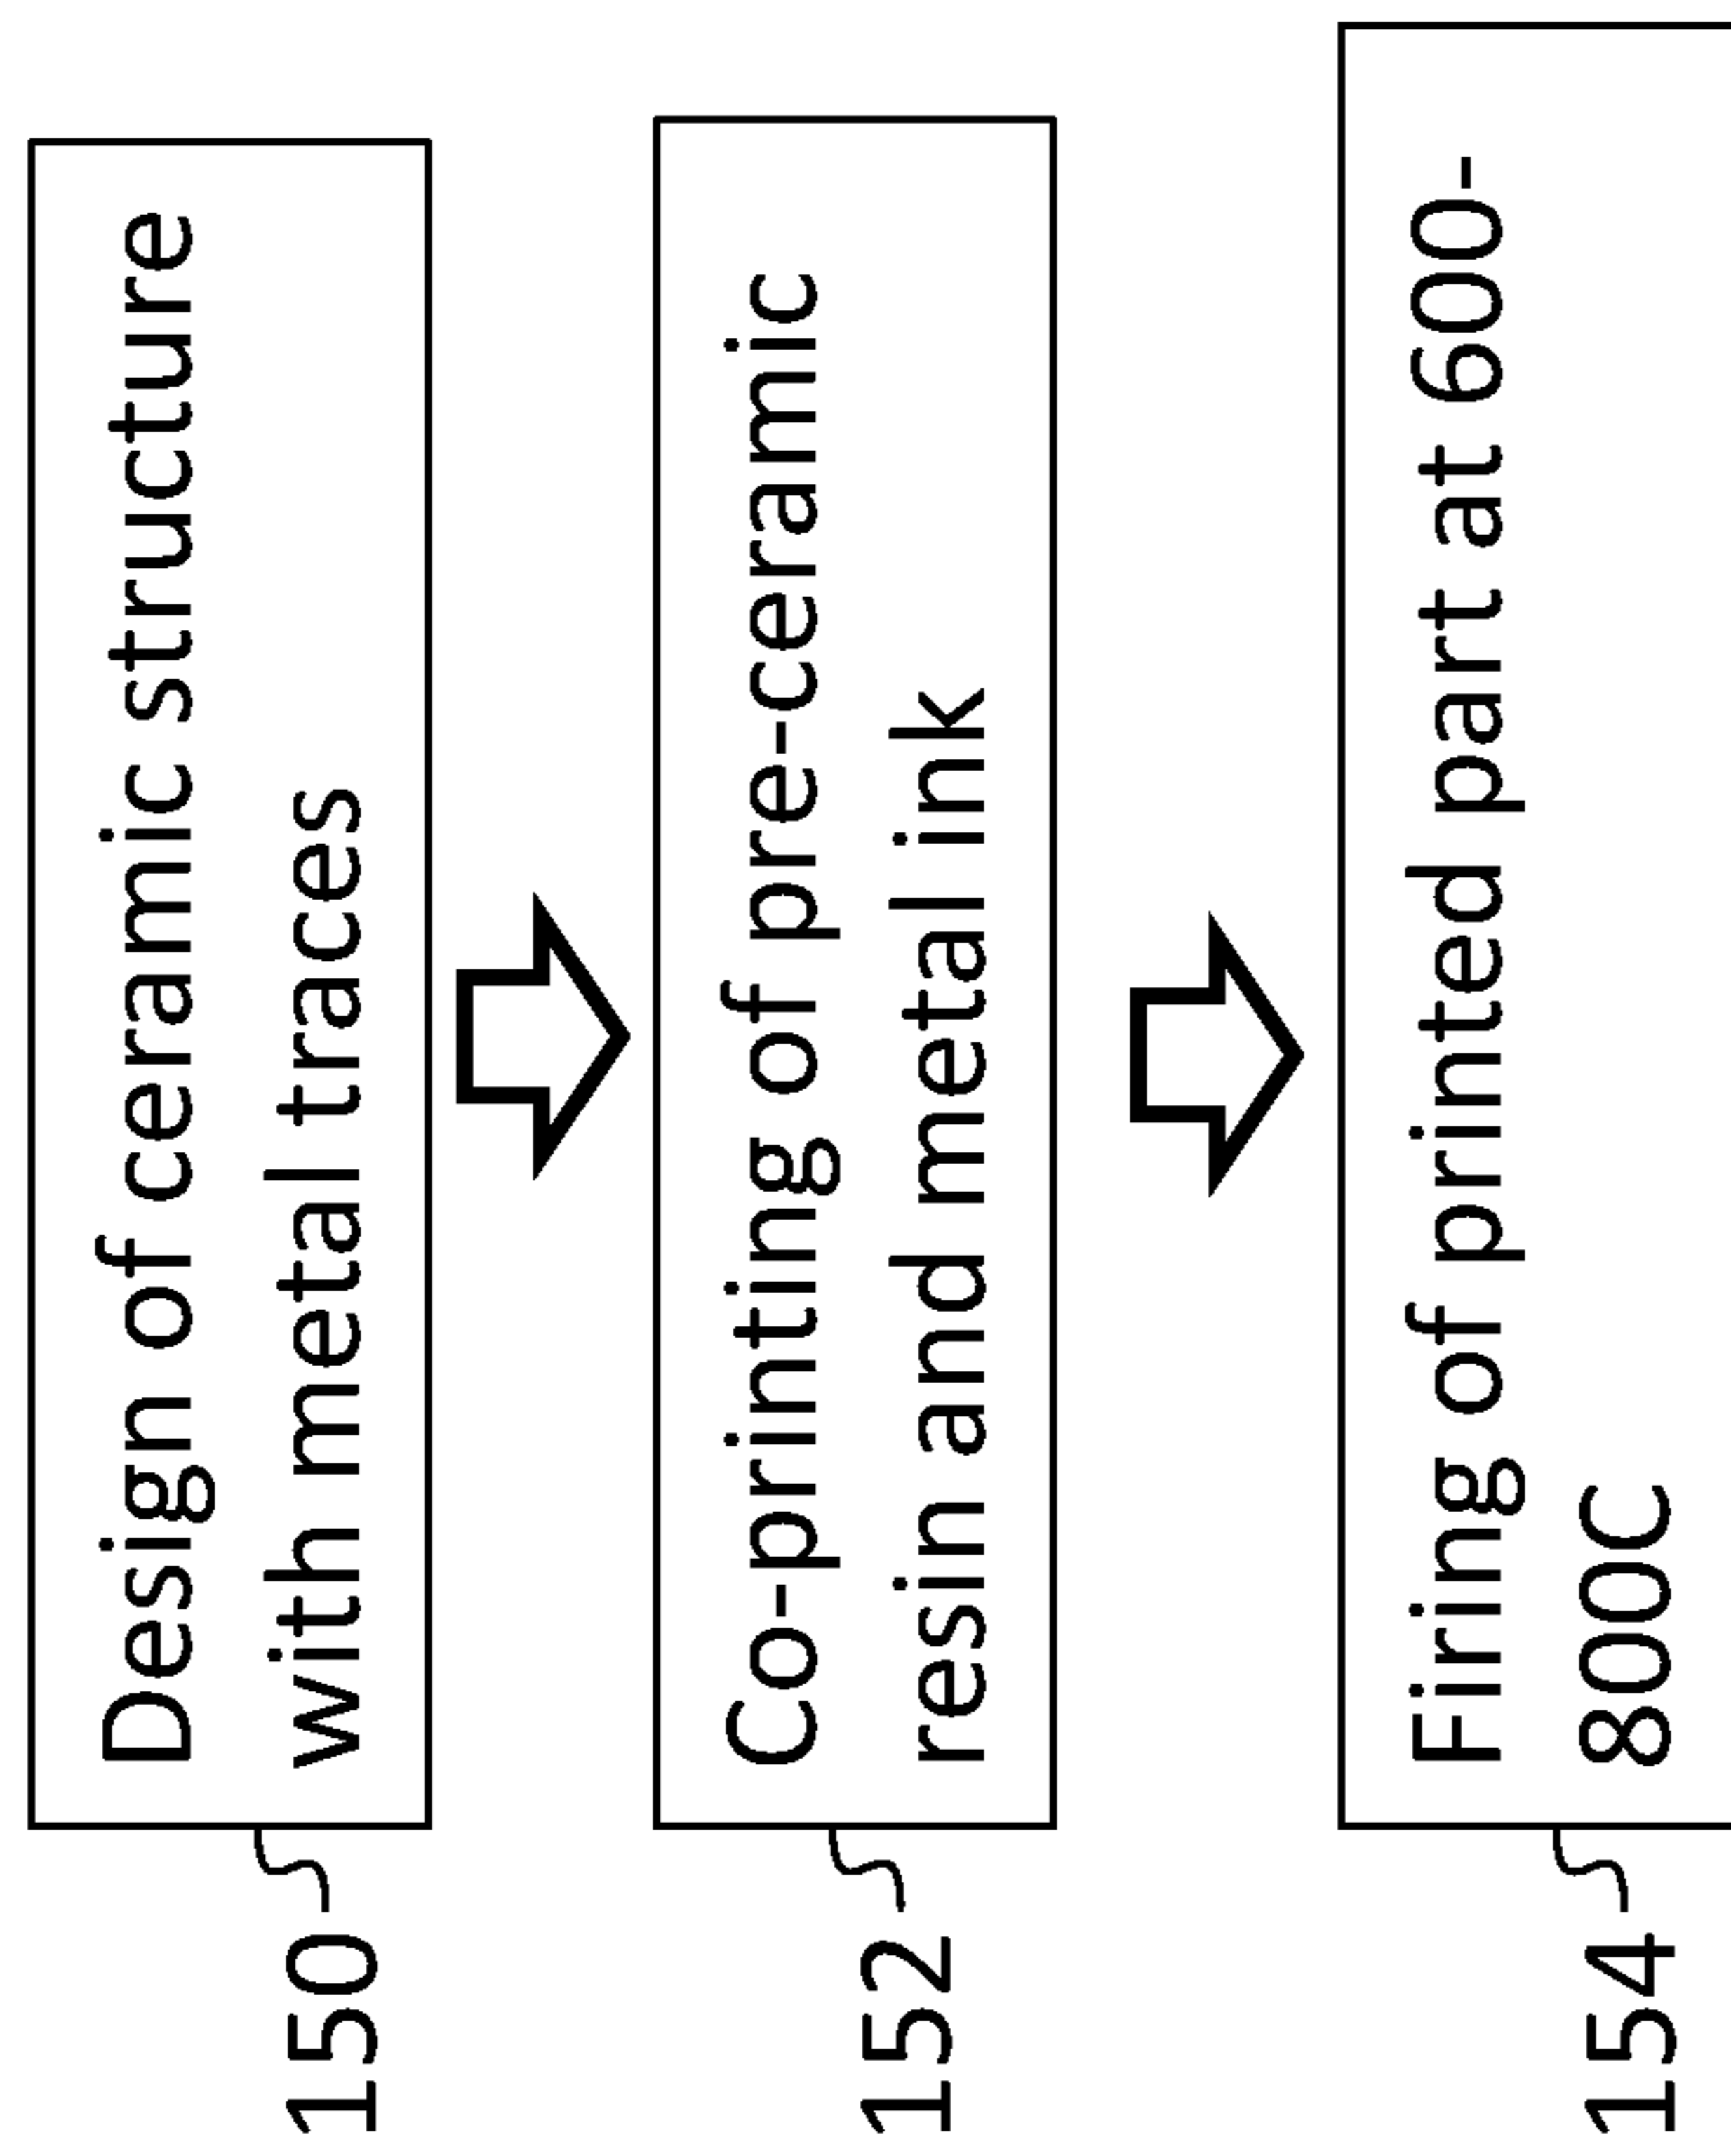 Design of ceramic structure
with metal traces
150
Co-printing of pre-ceramic
resin and metal ink
152
Firing of printed part at 600-
800C
154